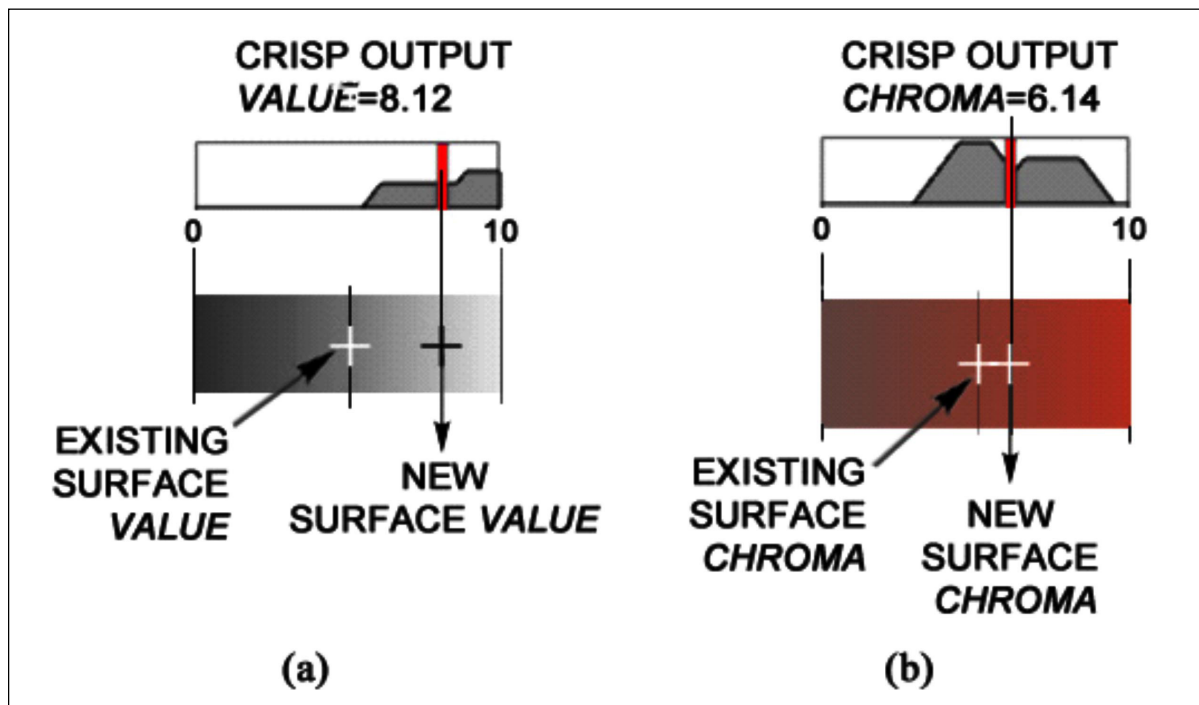 CRISP OUTPUT
VALUE=8.12
0 10
EXISTING
SURFACE
VALUE
NEW
SURFACE VALUE
(a)
CRISP OUTPUT
CHROMA=6.14
0 10
EXISTING
SURFACE
CHROMA
NEW
SURFACE
CHROMA
(b)